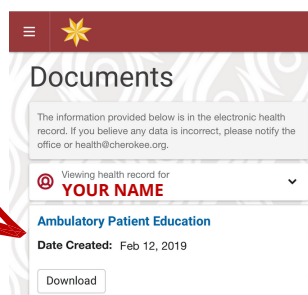 Documents
The information provided below is in the electronic health
record. If you believe any data is incorrect, please notify the
office or health@cherokee.org.
Viewing health record for
YOUR NAME
Ambulatory Patient Education
Date Created: Feb 12, 2019
Download